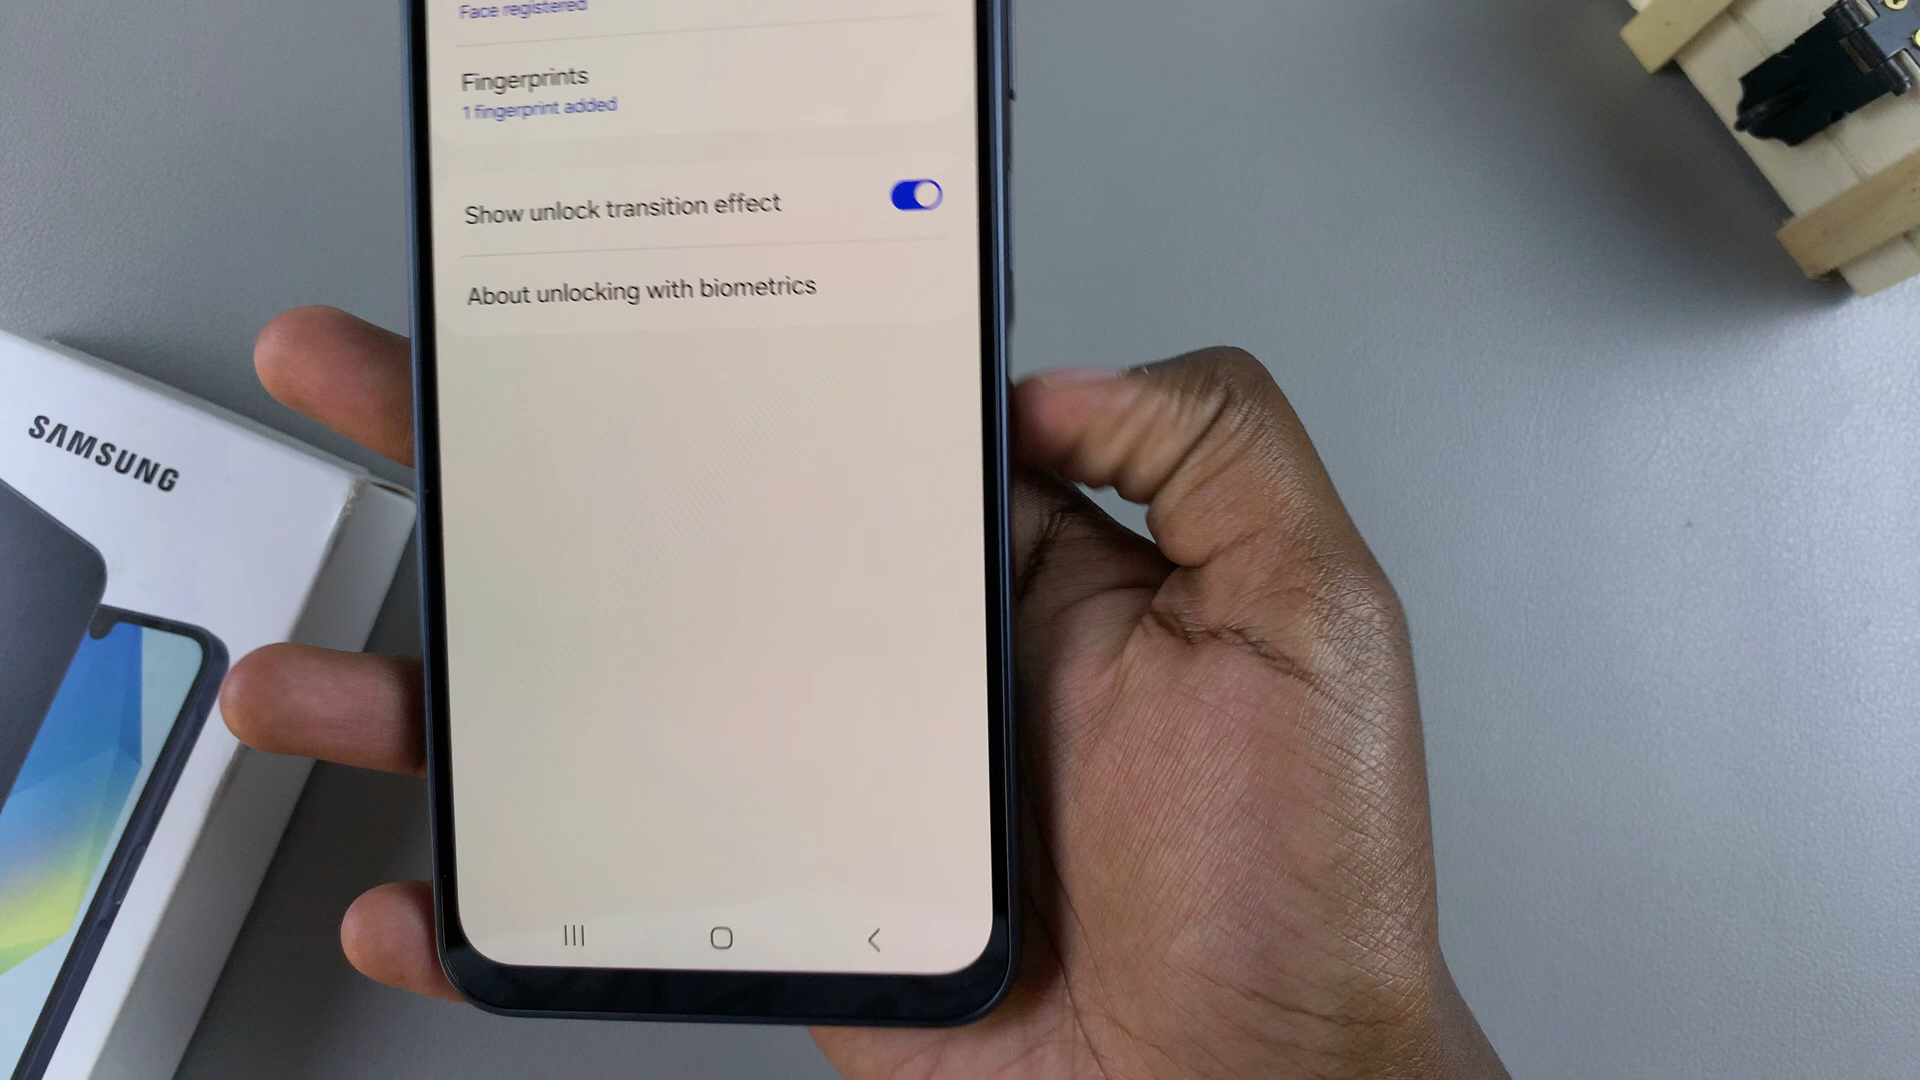 Face registered
Fingerprints
1 fingerprint added
Show unlock transition effect
About unlocking with biometrics
SAMSUNG